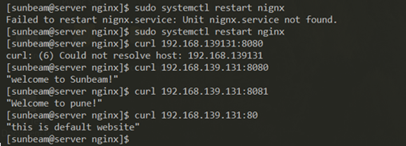 [sunbeam@server nginx]$ sudo systemctl restart nignx
Failed to restart nignx.service: Unit nignx.service not found.
[sunbeam@server nginx]$ sudo systemctl restart nginx
[sunbeam@server nginx]$ curl 192.168.139131:8080
curl: (6) Could not resolve host: 192.168.139131
[sunbeam@server nginx]$ curl 192.168.139.131:8080
"welcome to Sunbeam!"
[sunbeam@server nginx]$ curl 192.168.139.131:8081
"Welcome to pune!"
[sunbeam@server nginx]$ curl 192.168.139.131:80
"this is default website"
[sunbeam@server nginx]$